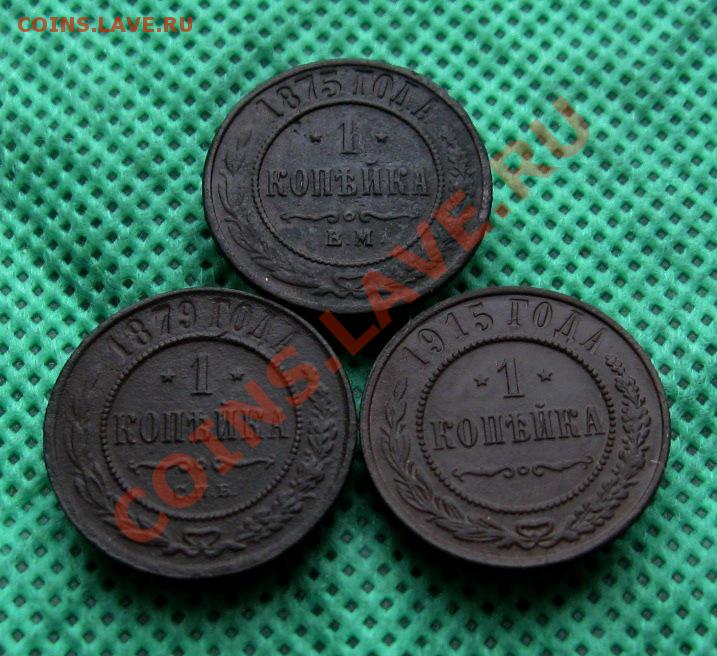 COINS.LAVE.RU
COINS.LAVE.RU
1875 ГОДА
1
КОПѢЙКА
Е.М.
1879 ГОДА
1
КОПѢЙКА
1915 ГОДА
1
КОПѢЙКА